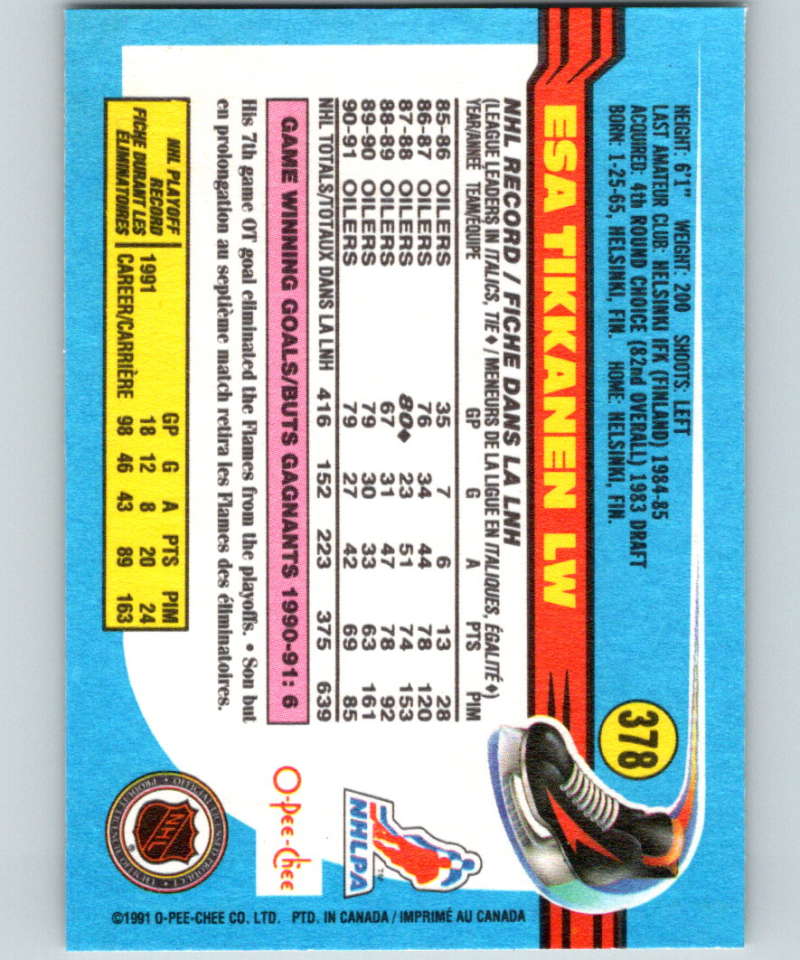 378
HEIGHT: 6'1" WEIGHT: 200 SHOOTS: LEFT
LAST AMATEUR CLUB: HELSINKI IFK (FINLAND) 1984-85
ACQUIRED: 4th ROUND CHOICE (82nd OVERALL) 1983 DRAFT
BORN: 1-25-65, HELSINKI, FIN. HOME: HELSINKI, FIN.
ESA TIKKANEN LW
NHL RECORD / FICHE DANS LA LNH
(LEAGUE LEADERS IN ITALICS, TIE♦ / MENEURS DE LA LIGUE EN ITALIQUES, ÉGALITÉ♦)
YEAR/ANNÉE TEAM/ÉQUIPE GP G A PTS PIM
85-86 OILERS 35 7 6 13 28
86-87 OILERS 76 34 44 78 120
87-88 OILERS 80♦ 23 51 74 153
88-89 OILERS 67 31 47 78 92
89-90 OILERS 79 30 33 63 161
90-91 OILERS 79 27 42 69 85
NHL TOTALS/TOTAUX DANS LA LNH 416 152 223 375 639
GAME WINNING GOALS/BUTS GAGNANTS 1990-91: 6
His 7th game OT goal eliminated the Flames from the playoffs. • Son but
en prolongation au septième match retira les Flames des éliminatoires.
NHL PLAYOFF
RECORD
FICHE DURANT LES
ÉLIMINATOIRES
GP G A PTS PIM
1991 18 12 8 20 24
CAREER/CARRIÈRE 98 46 43 89 163
NHLPA
TM
O-Pee-Chee
NHL
®
©1991 O-PEE-CHEE CO. LTD. PTD. IN CANADA / IMPRIMÉ AU CANADA